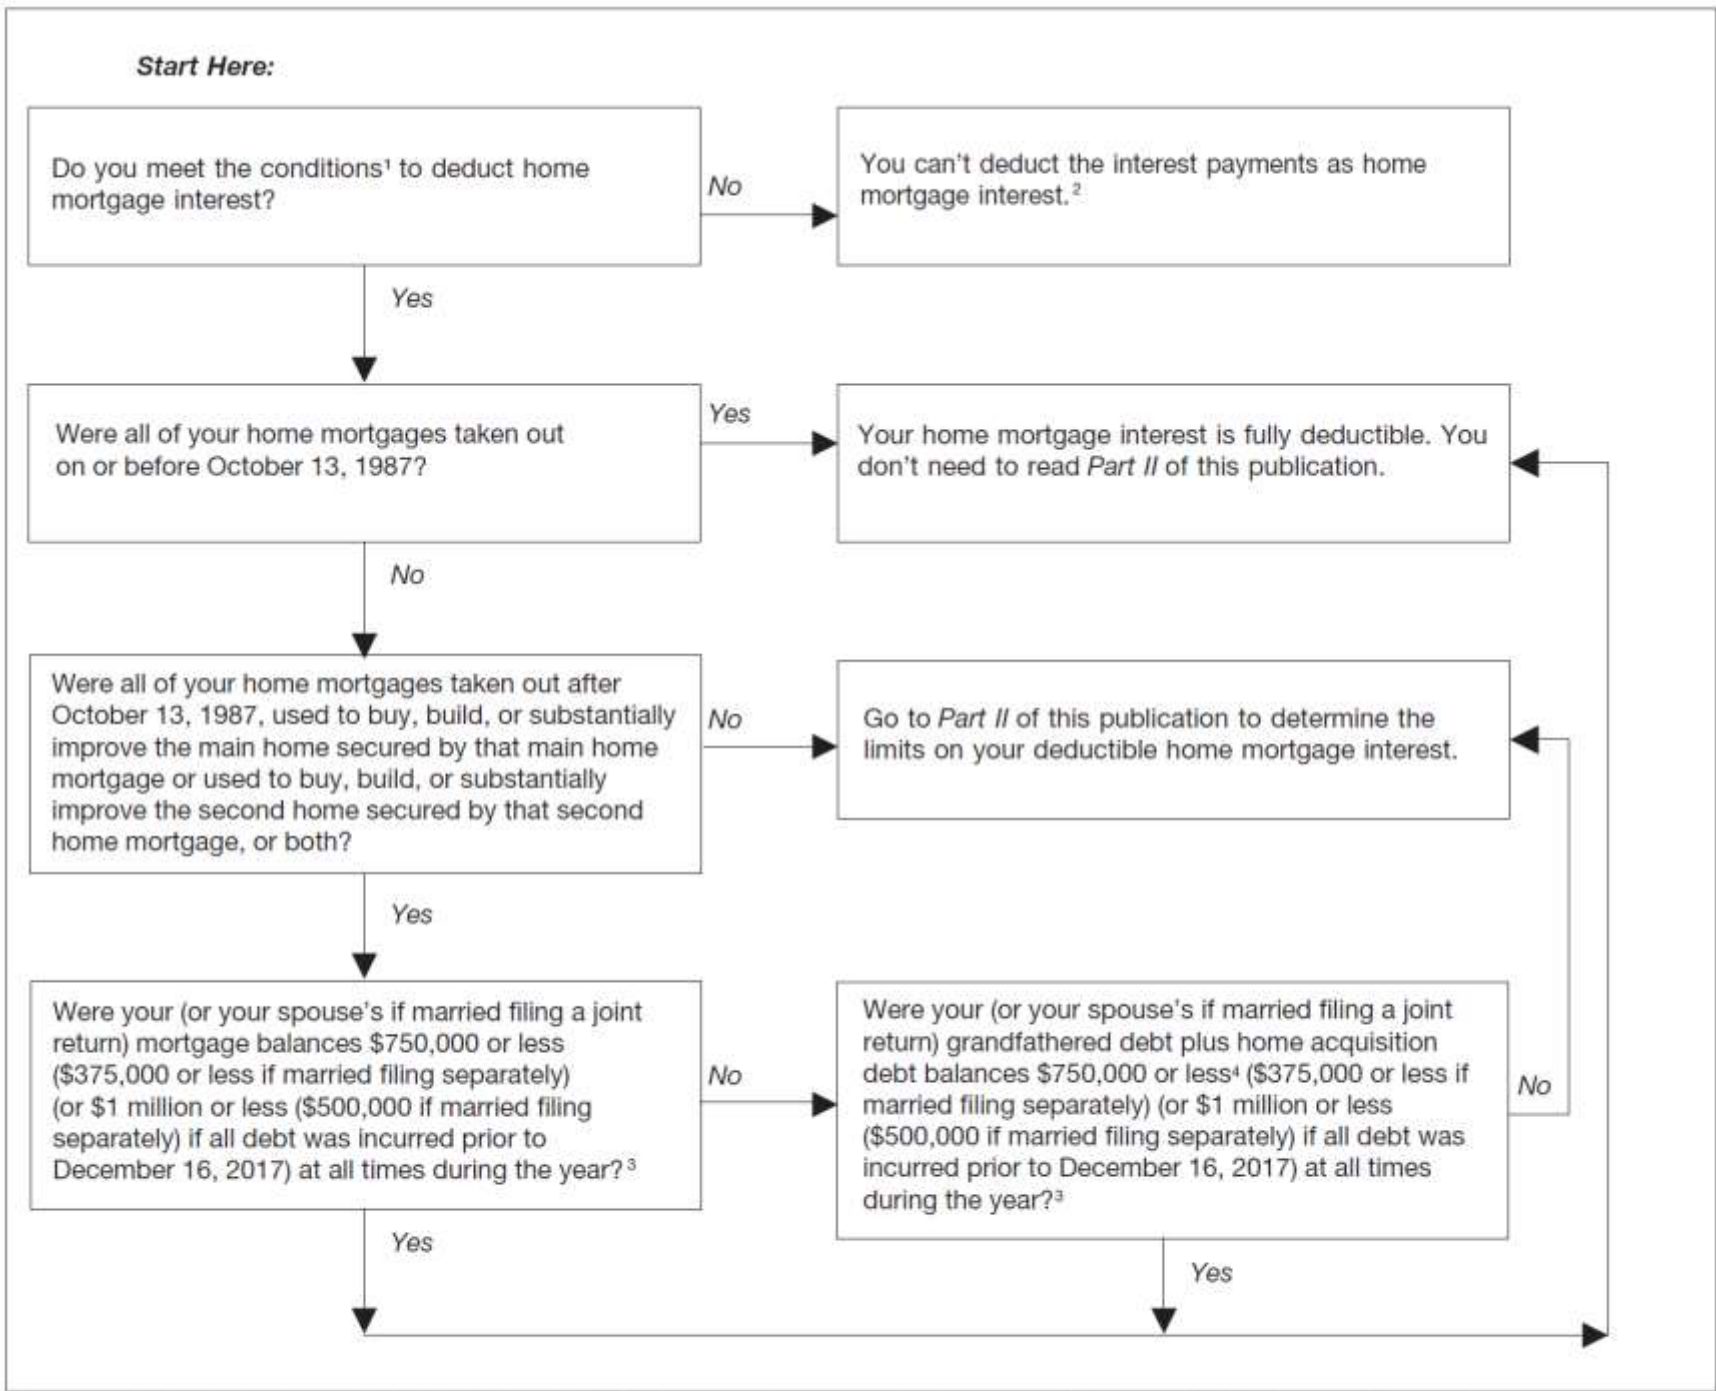 Start Here:
Do you meet the conditions¹ to deduct home
mortgage interest?
No
You can't deduct the interest payments as home
mortgage interest.²
Yes
Were all of your home mortgages taken out
on or before October 13, 1987?
Yes
Your home mortgage interest is fully deductible. You
don't need to read Part II of this publication.
No
Were all of your home mortgages taken out after
October 13, 1987, used to buy, build, or substantially
improve the main home secured by that main home
mortgage or used to buy, build, or substantially
improve the second home secured by that second
home mortgage, or both?
No
Go to Part II of this publication to determine the
limits on your deductible home mortgage interest.
Yes
Were your (or your spouse's if married filing a joint
return) mortgage balances $750,000 or less
($375,000 or less if married filing separately)
(or $1 million or less ($500,000 if married filing
separately) if all debt was incurred prior to
December 16, 2017) at all times during the year?³
No
Were your (or your spouse's if married filing a joint
return) grandfathered debt plus home acquisition
debt balances $750,000 or less⁴ ($375,000 or less if
married filing separately) (or $1 million or less
($500,000 if married filing separately) if all debt was
incurred prior to December 16, 2017) at all times
during the year?³
No
Yes
Yes